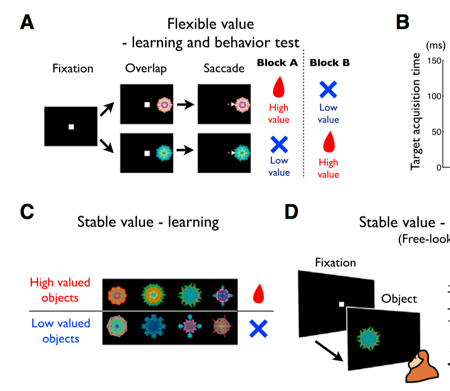 A
Flexible value
- learning and behavior test
Fixation
Overlap
Saccade
Block A
Block B
High
value
Low
value
Low
value
High
value
B
(ms)
150
100
50
0
Target acquisition time
C
Stable value - learning
High valued
objects
Low valued
objects
D
Stable value -
(Free-look
Fixation
Object